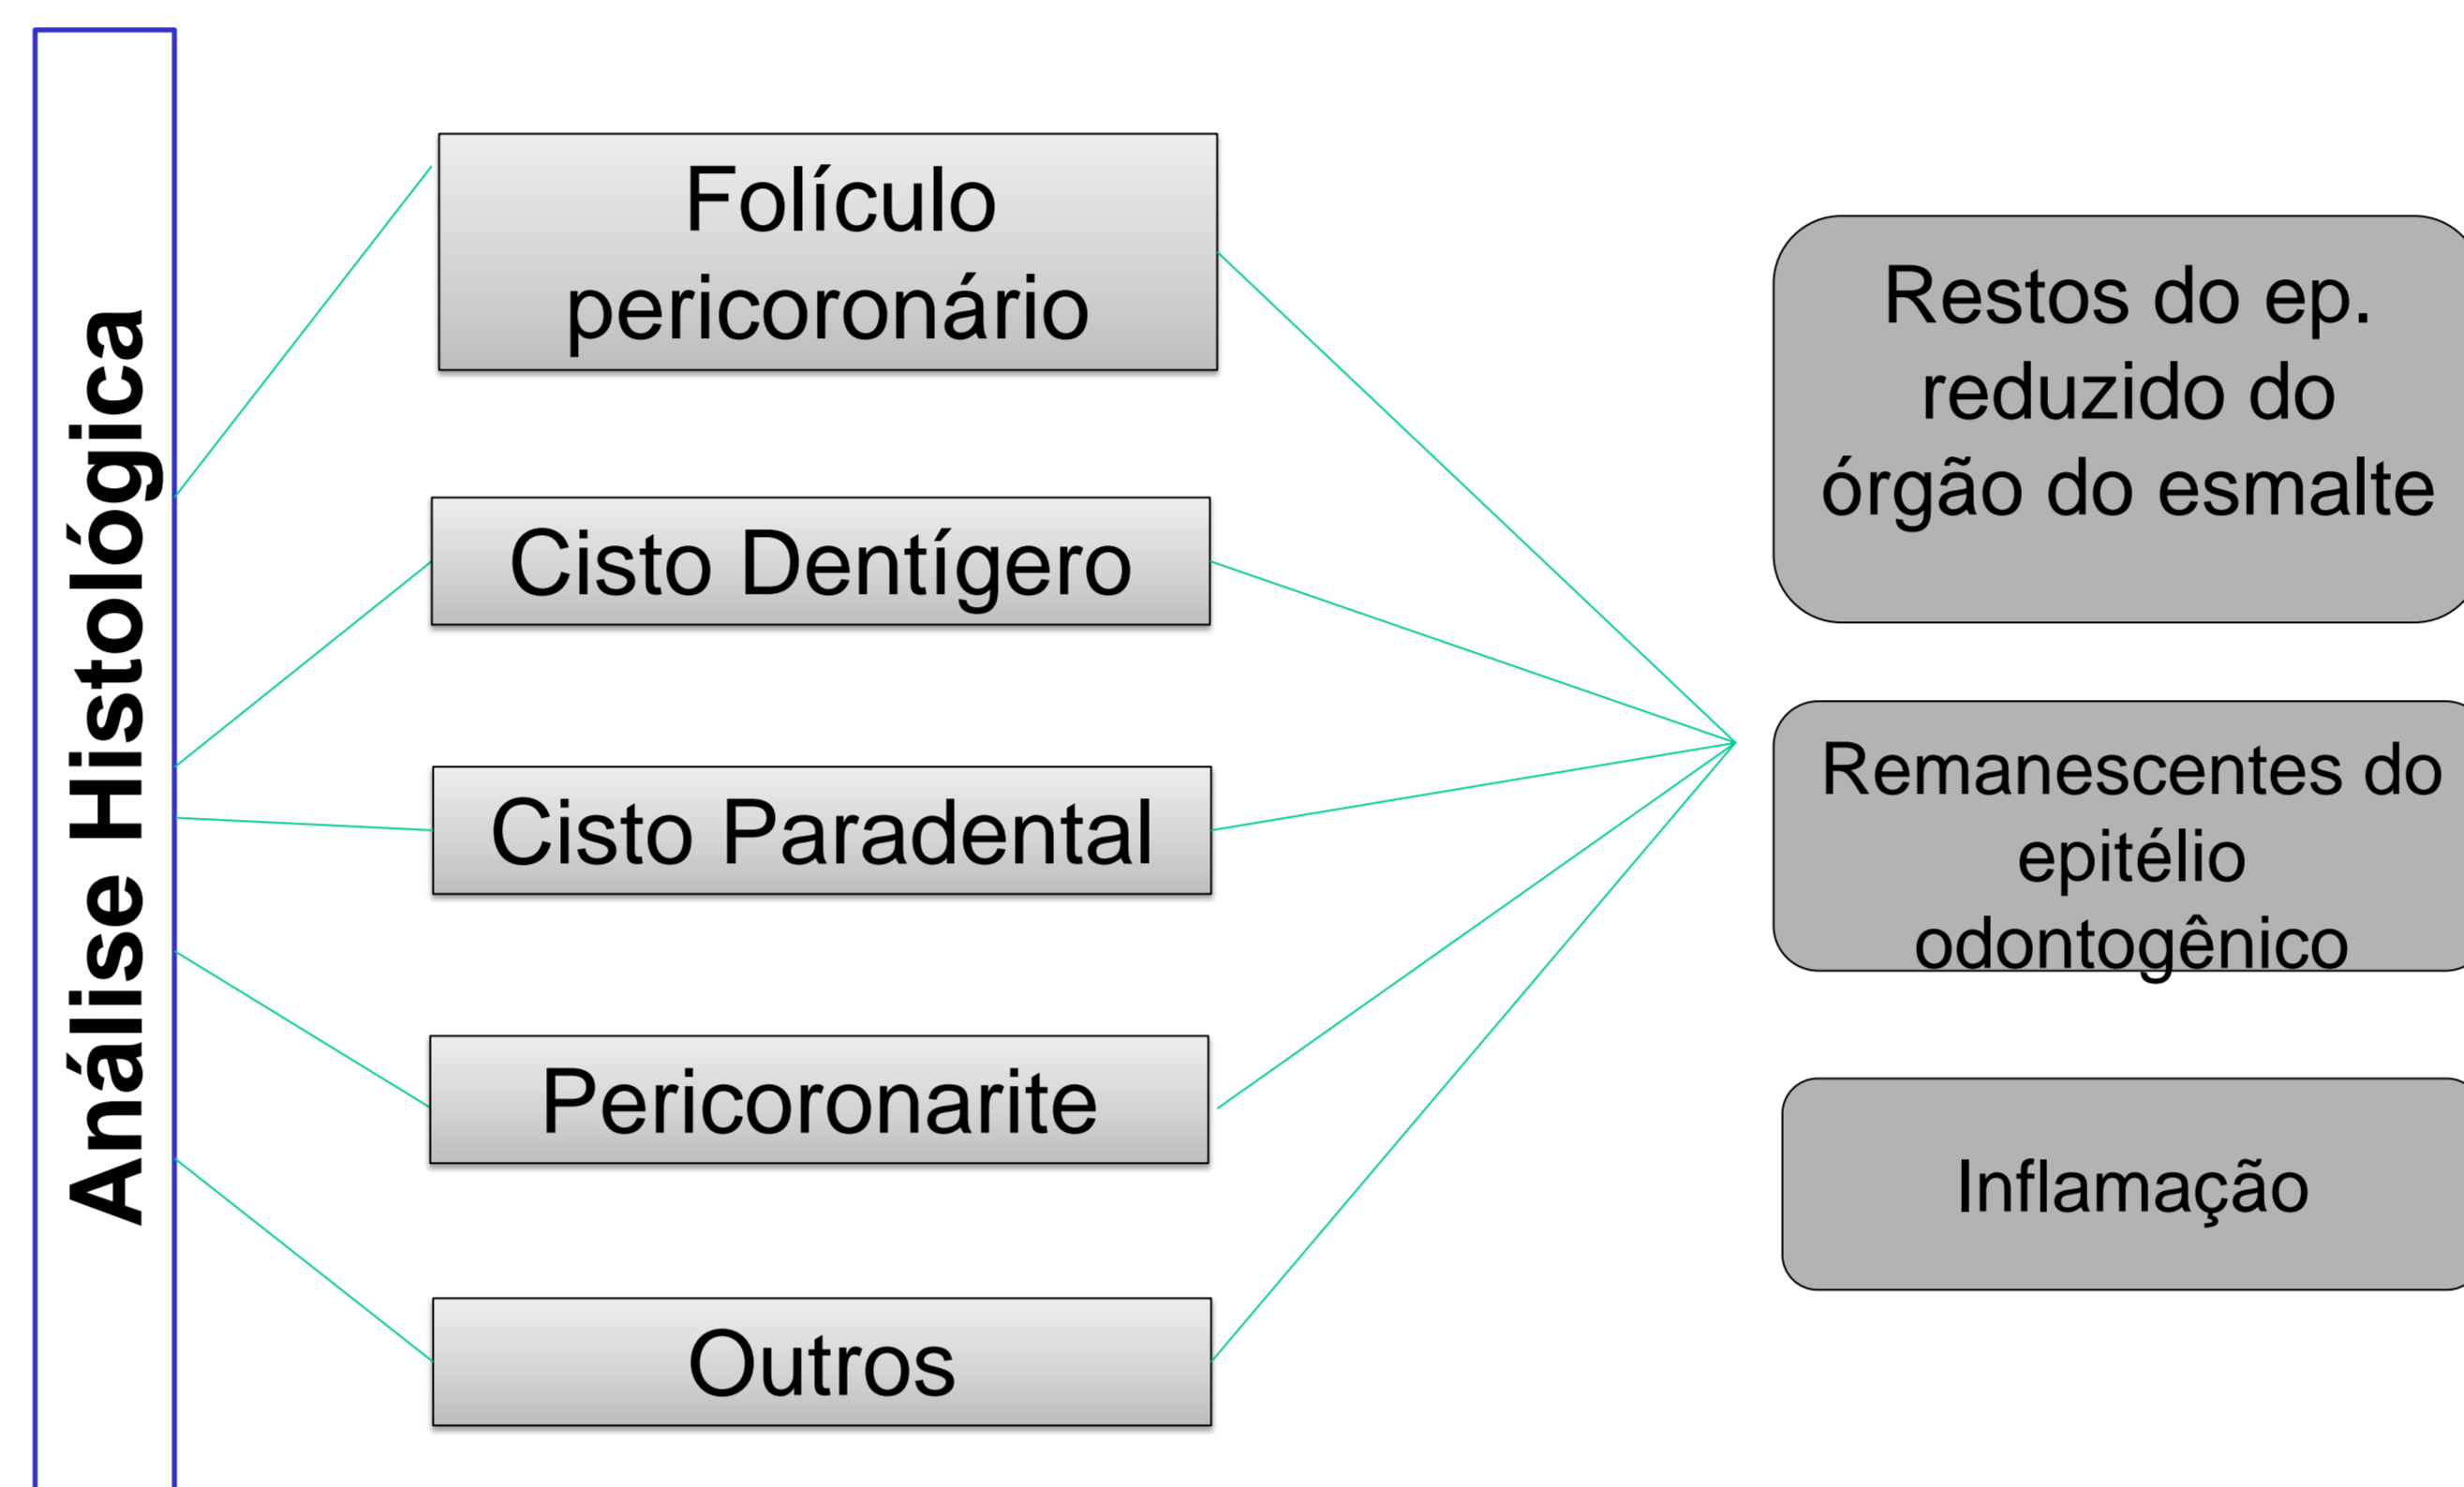 Análise Histológica
Folículo
pericoronário
Cisto Dentígero
Cisto Paradental
Pericoronarite
Outros
Restos do ep.
reduzido do
órgão do esmalte
Remanescentes do
epitélio
odontogênico
Inflamação